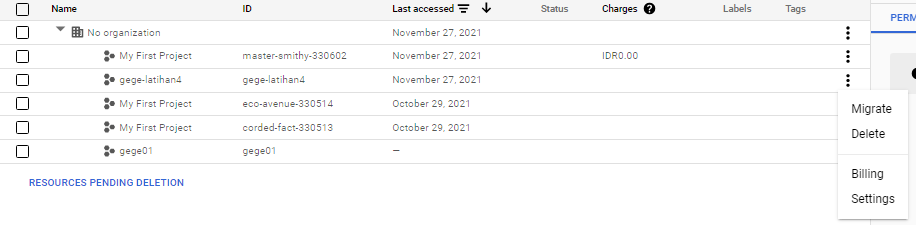 Name ID Last accessed Status Charges Labels Tags
PERM
No organization November 27, 2021
My First Project master-smithy-330602 November 27, 2021 IDR0.00
gege-latihan4 gege-latihan4 November 27, 2021
My First Project eco-avenue-330514 October 29, 2021
My First Project corded-fact-330513 October 29, 2021
gege01 gege01 —
Migrate
Delete
Billing
Settings
RESOURCES PENDING DELETION